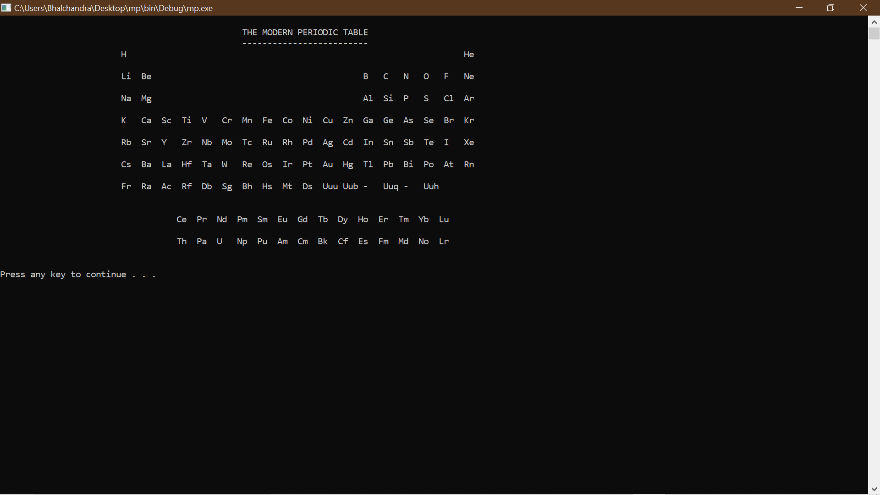 C:\Users\Bhalchandra\Desktop\mp\bin\Debug\mp.exe
THE MODERN PERIODIC TABLE
-------------------------
H He
Li Be B C N O F Ne
Na Mg Al Si P S Cl Ar
K Ca Sc Ti V Cr Mn Fe Co Ni Cu Zn Ga Ge As Se Br Kr
Rb Sr Y Zr Nb Mo Tc Ru Rh Pd Ag Cd In Sn Sb Te I Xe
Cs Ba La Hf Ta W Re Os Ir Pt Au Hg Tl Pb Bi Po At Rn
Fr Ra Ac Rf Db Sg Bh Hs Mt Ds Uuu Uub - Uuq - Uuh
Ce Pr Nd Pm Sm Eu Gd Tb Dy Ho Er Tm Yb Lu
Th Pa U Np Pu Am Cm Bk Cf Es Fm Md No Lr
Press any key to continue . . .